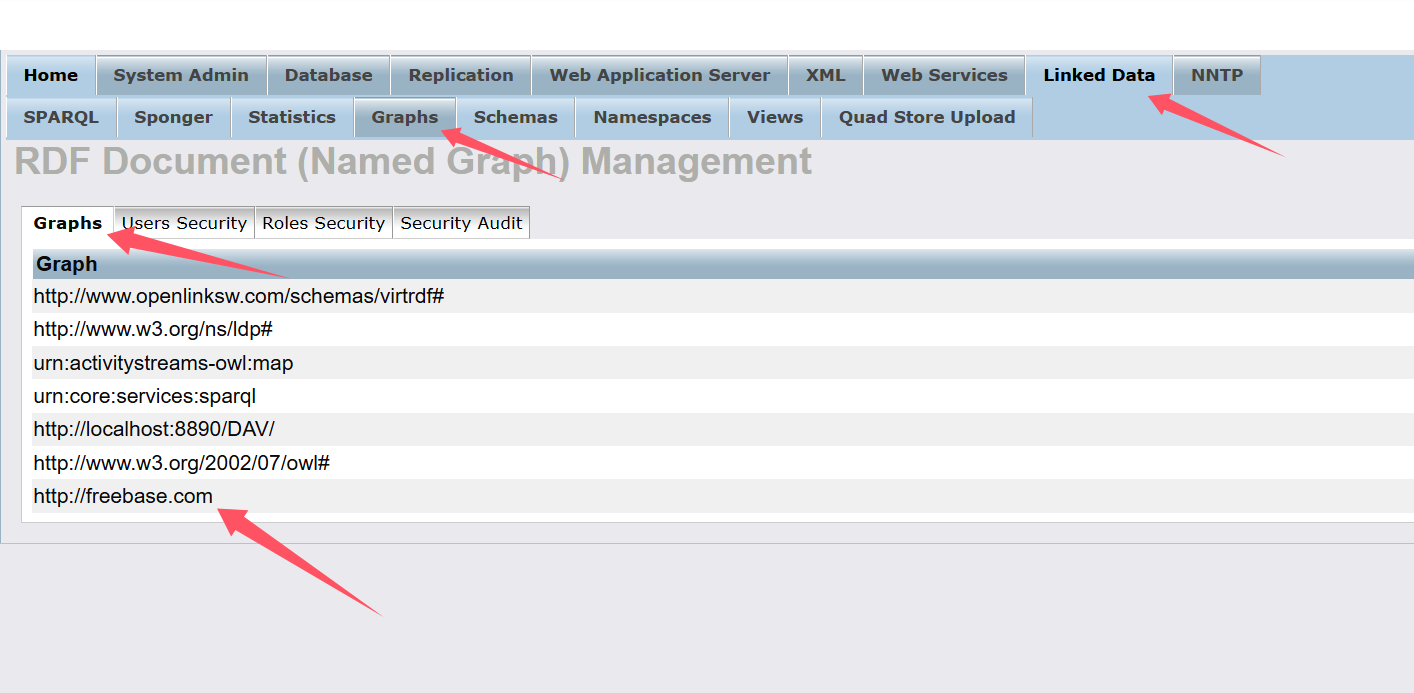 Home System Admin Database Replication Web Application Server XML Web Services Linked Data NNTP
SPARQL Sponger Statistics Graphs Schemas Namespaces Views Quad Store Upload
RDF Document (Named Graph) Management
Graphs Users Security Roles Security Security Audit
Graph
http://www.openlinksw.com/schemas/virtrdf#
http://www.w3.org/ns/ldp#
urn:activitystreams-owl:map
urn:core:services:sparql
http://localhost:8890/DAV/
http://www.w3.org/2002/07/owl#
http://freebase.com